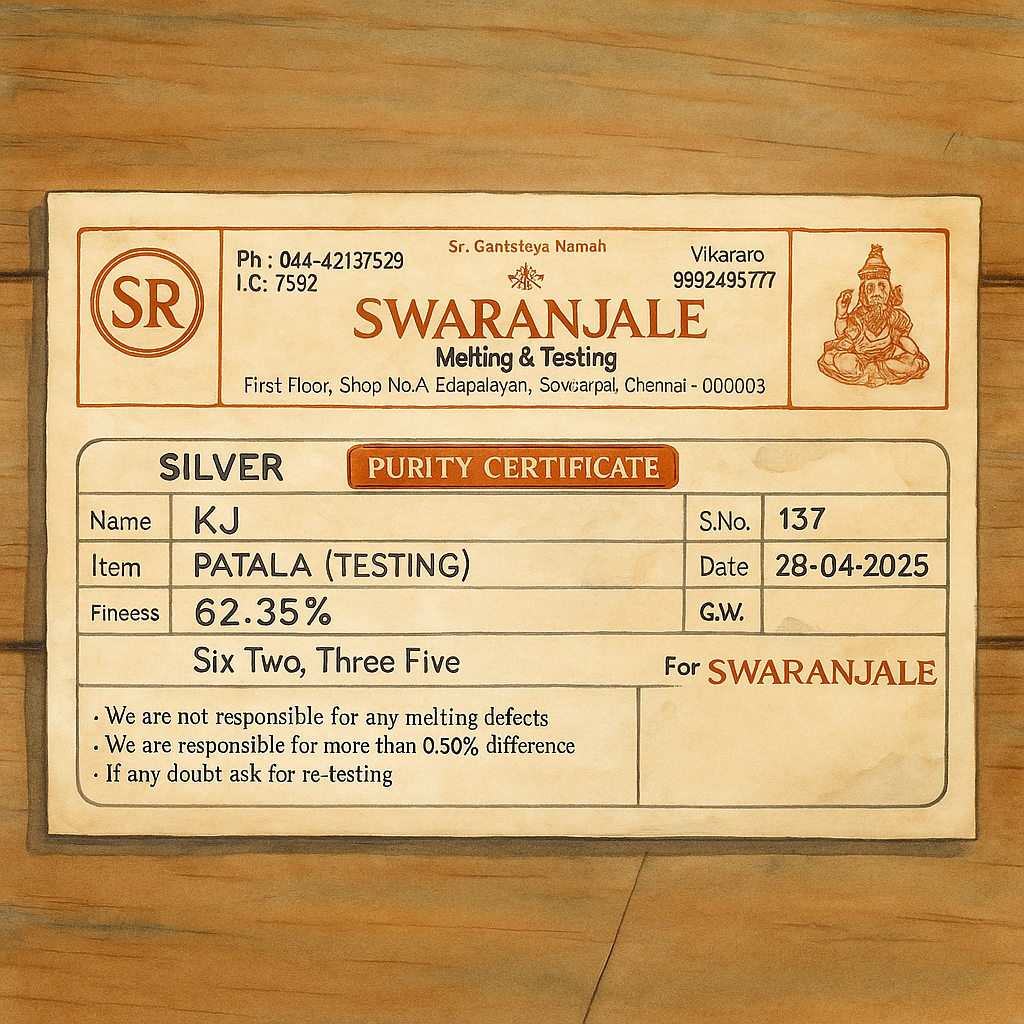 SR
Ph : 044-42137529
I.C: 7592
Sr. Gantsteya Namah
Vikararo
9992495777
SWARANJALE
Melting & Testing
First Floor, Shop No.A Edapalayan, Chennai - 000003
SILVER PURITY CERTIFICATE
Name KJ S.No. 137
Item PATALA (TESTING) Date 28-04-2025
Fineess 62.35% G.W.
Six Two, Three Five
For SWARANJALE
· We are not responsible for any melting defects
· We are responsible for more than 0.50% difference
· If any doubt ask for re-testing